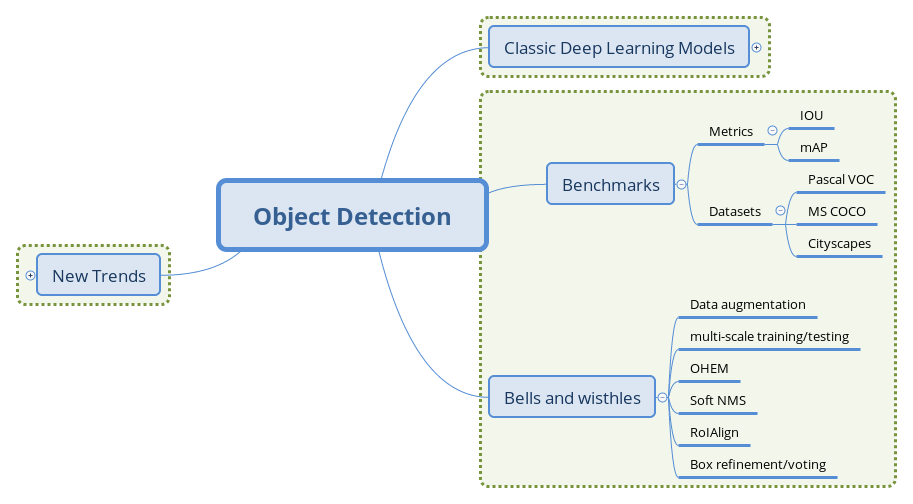 Classic Deep Learning Models
Object Detection
New Trends
Benchmarks
Metrics
IOU
mAP
Datasets
Pascal VOC
MS COCO
Cityscapes
Bells and wisthles
Data augmentation
multi-scale training/testing
OHEM
Soft NMS
RoIAlign
Box refinement/voting